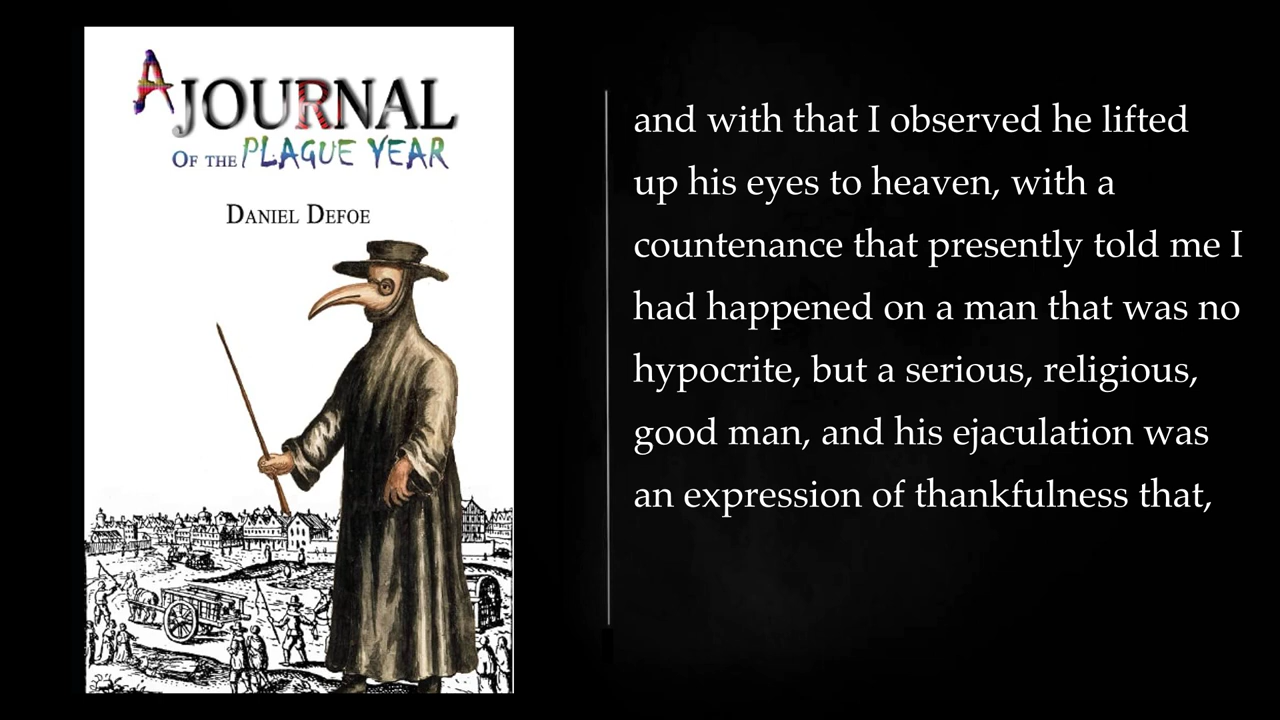 A JOURNAL
OF THE PLAGUE YEAR
DANIEL DEFOE
and with that I observed he lifted
up his eyes to heaven, with a
countenance that presently told me I
had happened on a man that was no
hypocrite, but a serious, religious,
good man, and his ejaculation was
an expression of thankfulness that,